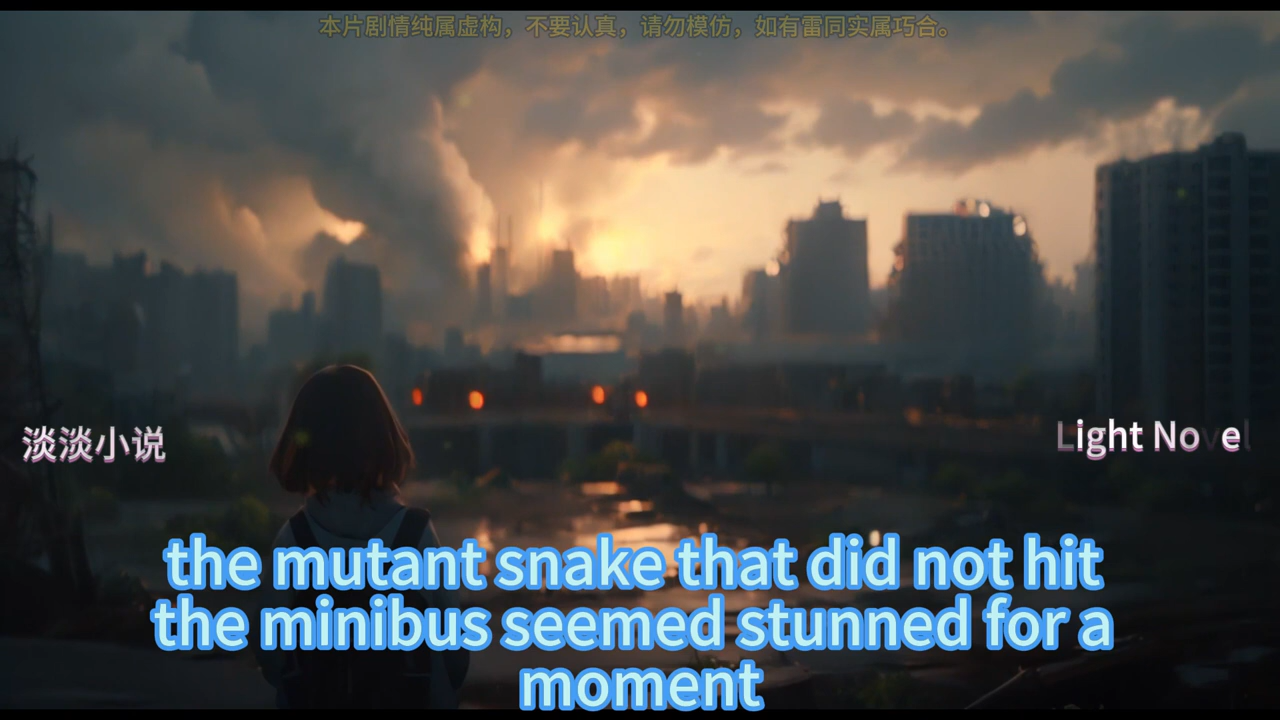 本片剧情纯属虚构，不要认真，请勿模仿，如有雷同实属巧合。
淡淡小说
Light Novel
the mutant snake that did not hit
the minibus seemed stunned for a
moment